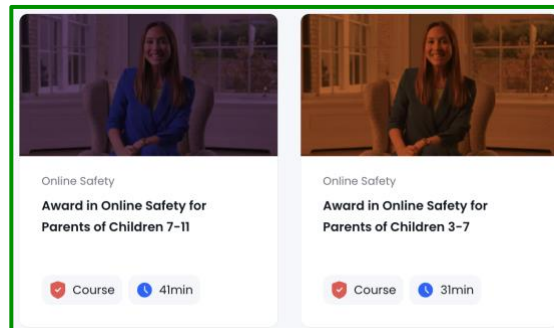 Online Safety
Award in Online Safety for
Parents of Children 7-11
Course
41min
Online Safety
Award in Online Safety for
Parents of Children 3-7
Course
31min